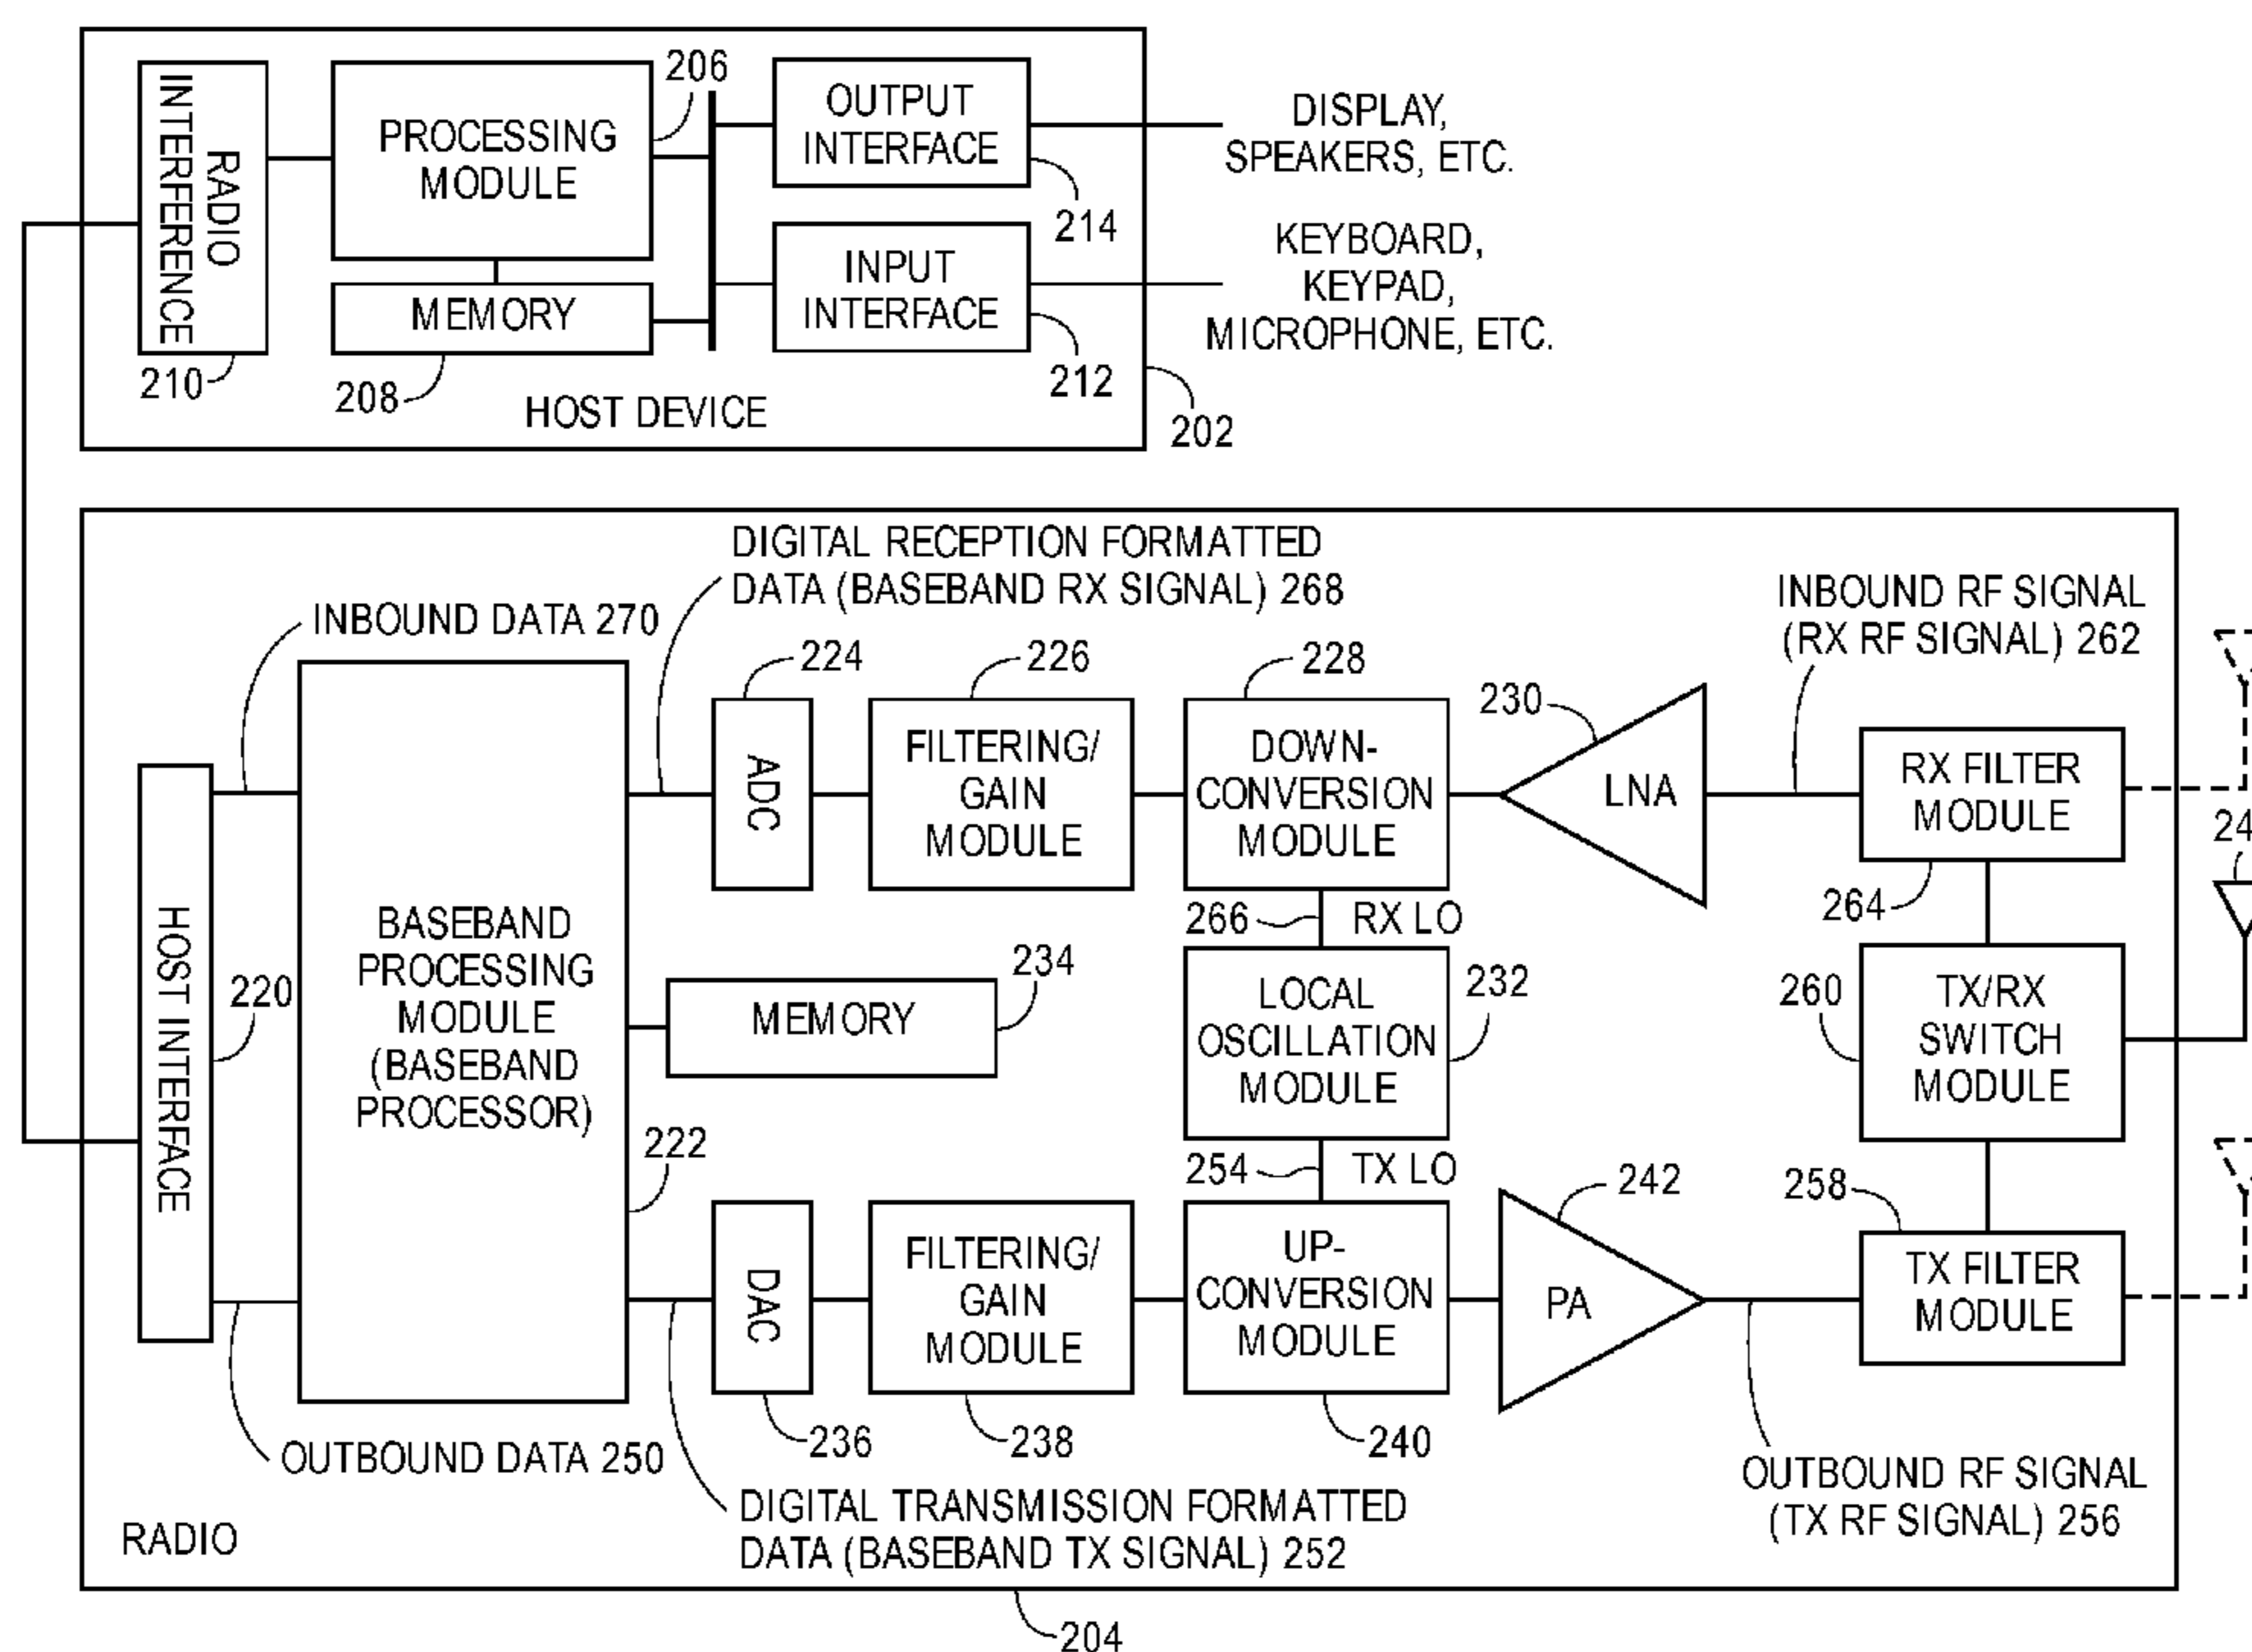 206
RADIO
INTERFERENCE
PROCESSING
MODULE
OUTPUT
INTERFACE
DISPLAY,
SPEAKERS, ETC.
214
INPUT
INTERFACE
KEYBOARD,
KEYPAD,
MICROPHONE, ETC.
MEMORY
210
208
212
HOST DEVICE
202
DIGITAL RECEPTION FORMATTED
DATA (BASEBAND RX SIGNAL) 268
INBOUND DATA 270
INBOUND RF SIGNAL
(RX RF SIGNAL) 262
224
226
228
230
ADC
FILTERING/
GAIN
MODULE
DOWN-
CONVERSION
MODULE
LNA
RX FILTER
MODULE
264
266
RX LO
HOST INTERFACE
220
BASEBAND
PROCESSING
MODULE
(BASEBAND
PROCESSOR)
222
MEMORY
234
LOCAL
OSCILLATION
MODULE
232
260
TX/RX
SWITCH
MODULE
254
TX LO
242
258
DAC
FILTERING/
GAIN
MODULE
UP-
CONVERSION
MODULE
PA
TX FILTER
MODULE
236
238
240
OUTBOUND DATA 250
OUTBOUND RF SIGNAL
(TX RF SIGNAL) 256
DIGITAL TRANSMISSION FORMATTED
DATA (BASEBAND TX SIGNAL) 252
RADIO
204